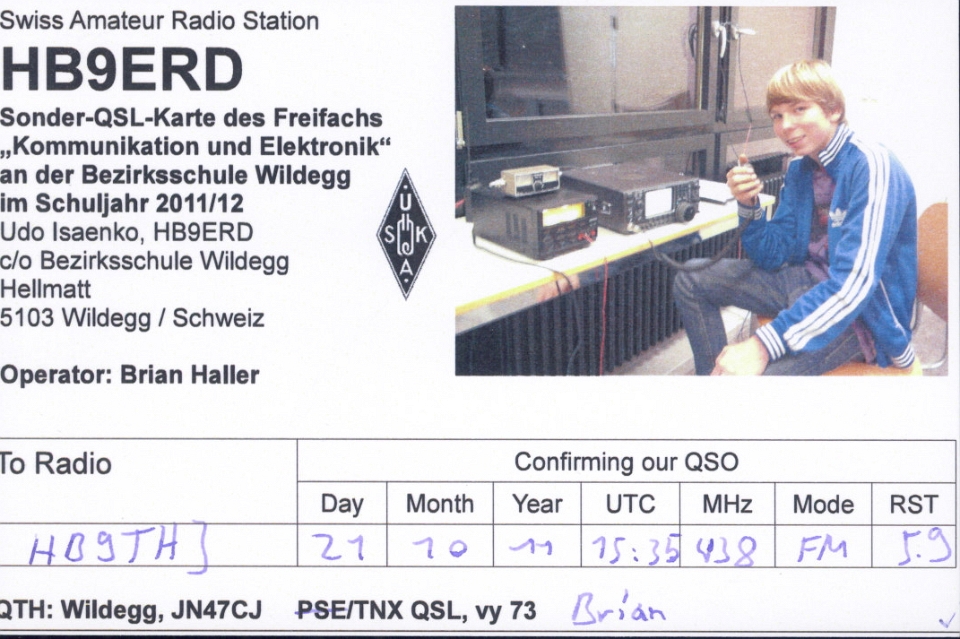 Swiss Amateur Radio Station
HB9ERD
Sonder-QSL-Karte des Freifachs
„Kommunikation und Elektronik“
an der Bezirksschule Wildegg
im Schuljahr 2011/12
Udo Isaenko, HB9ERD
c/o Bezirksschule Wildegg
Hellmatt
5103 Wildegg / Schweiz
USKA
Operator: Brian Haller
To Radio
Confirming our QSO
Day Month Year UTC MHz Mode RST
HB9THJ 21 10 11 15:35 438 FM 5.9
QTH: Wildegg, JN47CJ PSE/TNX QSL, vy 73 Brian